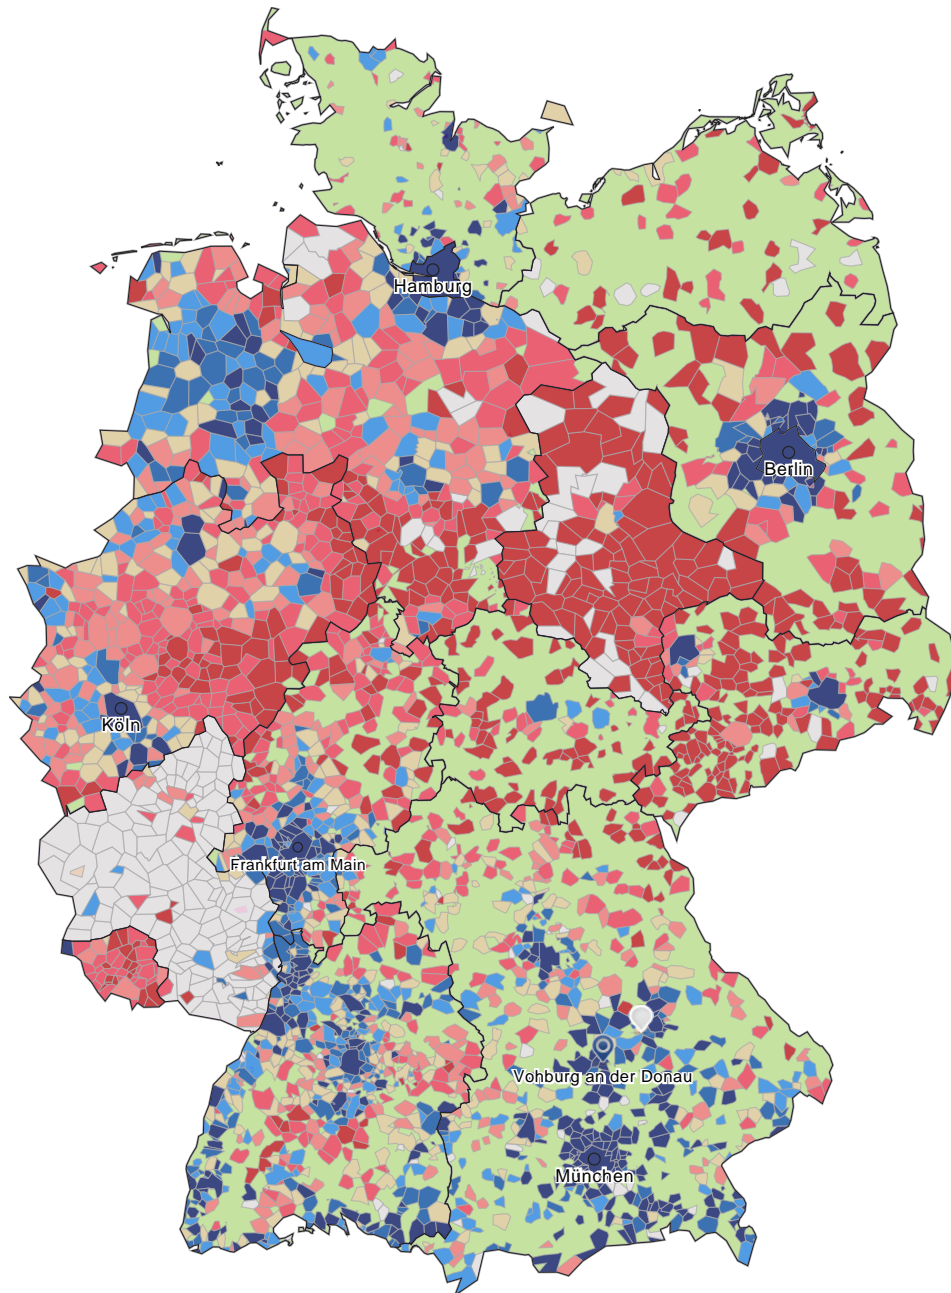 Hamburg
Berlin
Köln
Frankfurt am Main
Vohburg an der Donau
München